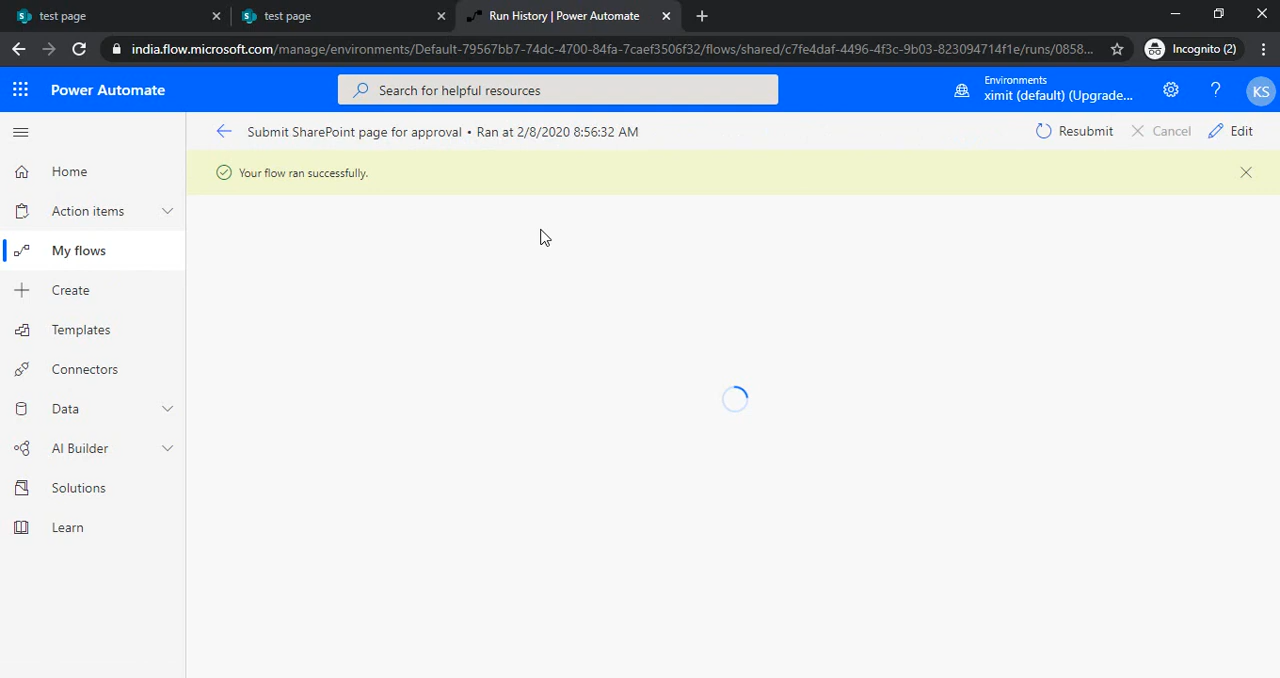 test page
test page
Run History | Power Automate
india.flow.microsoft.com/manage/environments/Default-79567bb7-74dc-4700-84fa-7caef3506f32/flows/shared/c7fe4daf-4496-4f3c-9b03-823094714f1e/runs/0858...
Incognito (2)
Power Automate
Search for helpful resources
Environments
ximit (default) (Upgrade...
KS
Submit SharePoint page for approval • Ran at 2/8/2020 8:56:32 AM
Resubmit
Cancel
Edit
Your flow ran successfully.
Home
Action items
My flows
Create
Templates
Connectors
Data
AI Builder
Solutions
Learn